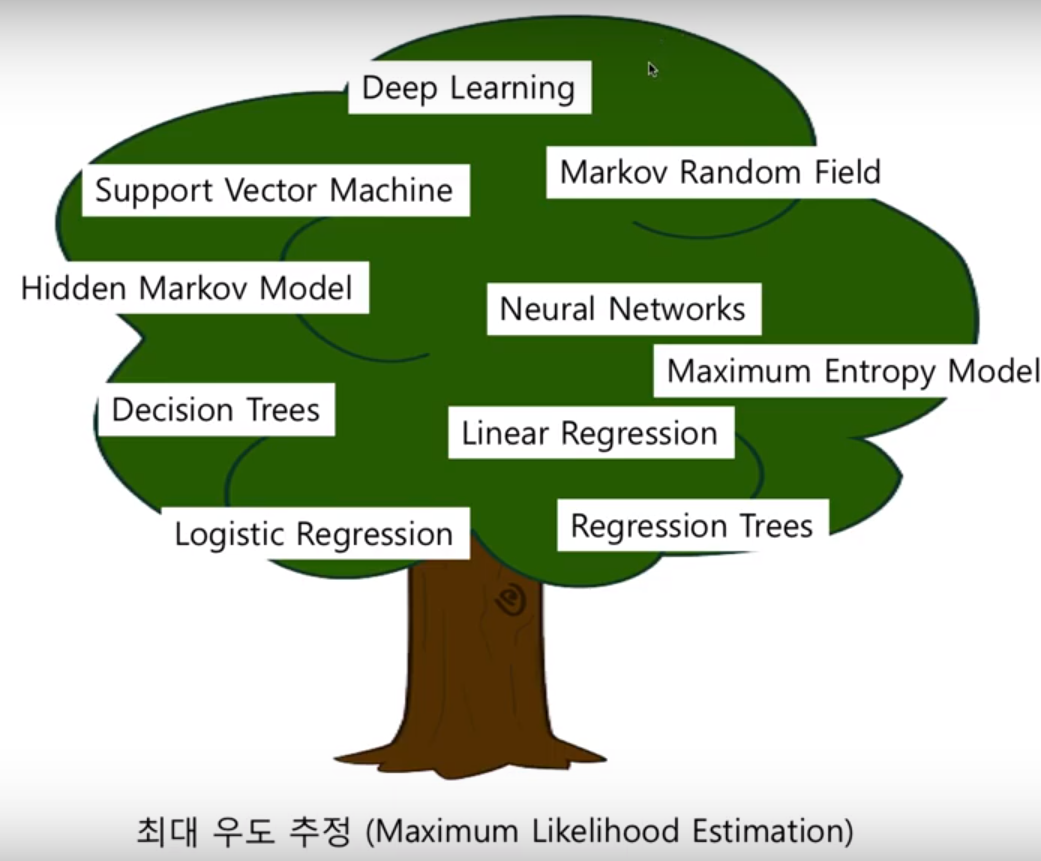 Deep Learning
Markov Random Field
Support Vector Machine
Hidden Markov Model
Neural Networks
Maximum Entropy Model
Decision Trees
Linear Regression
Logistic Regression
Regression Trees
최대 우도 추정 (Maximum Likelihood Estimation)